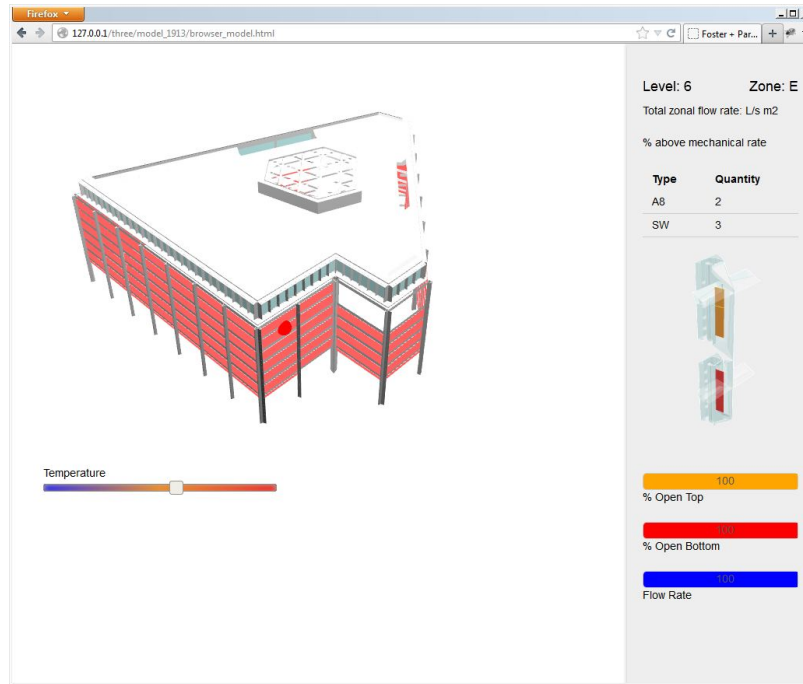 Firefox
127.0.0.1/three/model_1913/browser_model.html
Foster + Par...
Level: 6 Zone: E
Total zonal flow rate: L/s m2
% above mechanical rate
Type Quantity
A8 2
SW 3
Temperature
100
% Open Top
100
% Open Bottom
100
Flow Rate